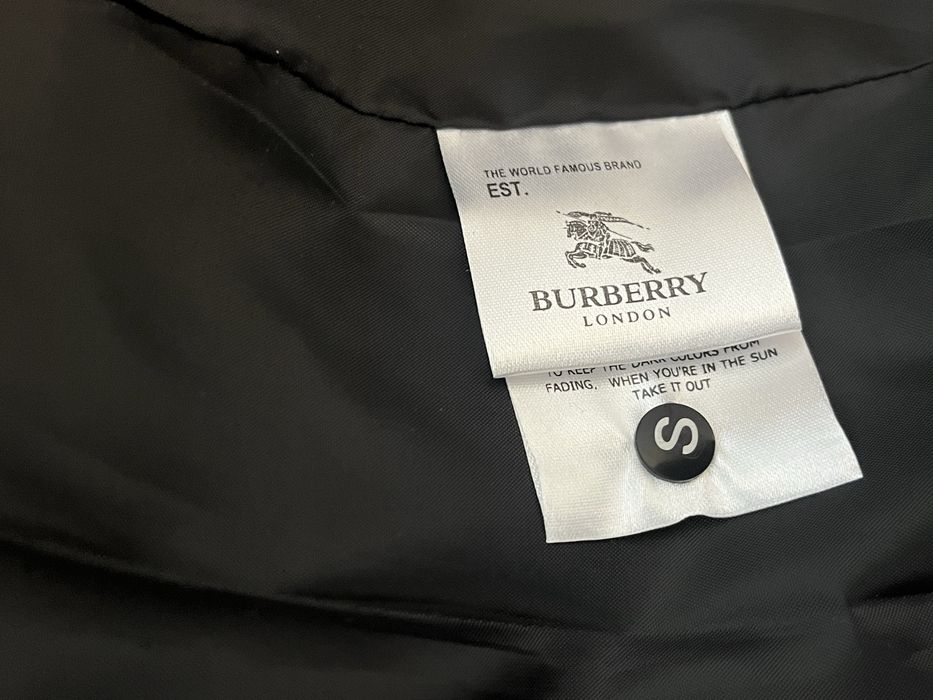 THE WORLD FAMOUS BRAND
EST.
BURBERRY
LONDON
TO KEEP THE DARK COLORS FROM
FADING, WHEN YOU'RE IN THE SUN
TAKE IT OUT
S